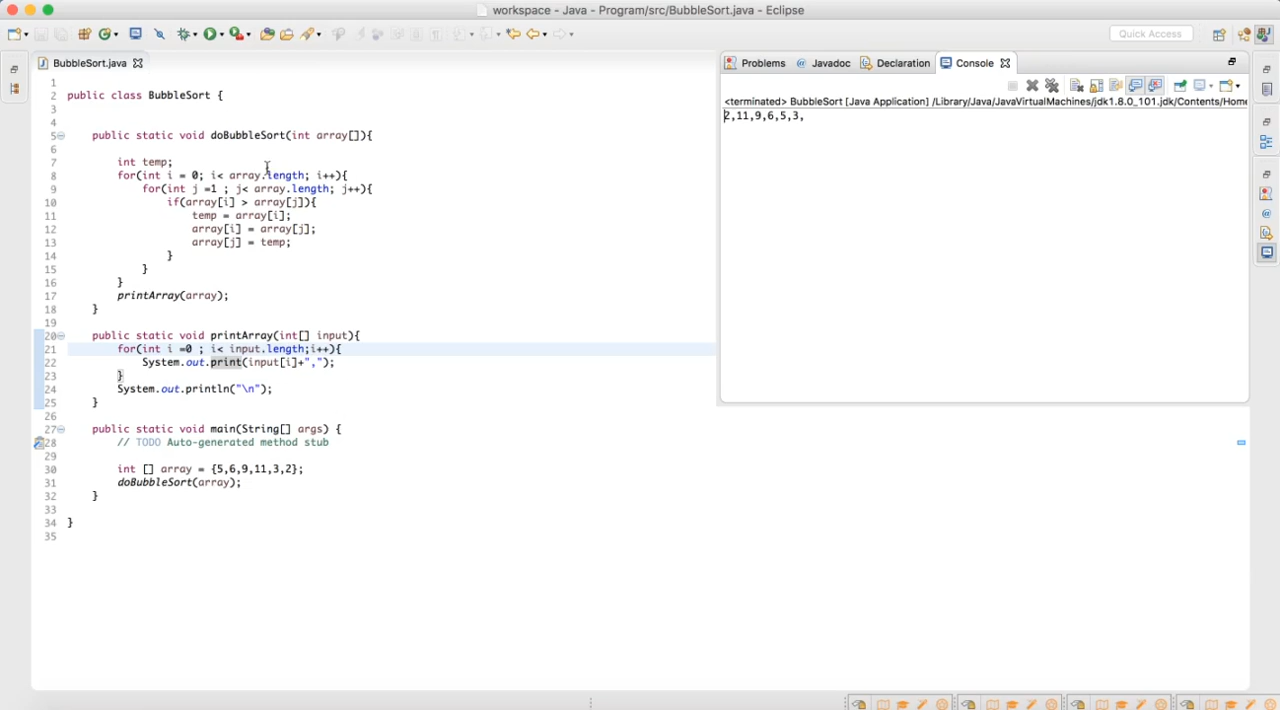 workspace - Java - Program/src/BubbleSort.java - Eclipse
Quick Access
BubbleSort.java
1
2 public class BubbleSort {
3
4
5 public static void doBubbleSort(int array[]){
6
7 int temp;
8 for(int i = 0; i< array.length; i++){
9 for(int j =1 ; j< array.length; j++){
10 if(array[i] > array[j]){
11 temp = array[i];
12 array[i] = array[j];
13 array[j] = temp;
14 }
15 }
16 }
17 printArray(array);
18 }
19
20 public static void printArray(int[] input){
21 for(int i =0 ; i< input.length;i++){
22 System.out.print(input[i]+",");
23 }
24 System.out.println("\n");
25 }
26
27 public static void main(String[] args) {
28 // TODO Auto-generated method stub
29
30 int [] array = {5,6,9,11,3,2};
31 doBubbleSort(array);
32 }
33
34 }
35
Problems @ Javadoc Declaration Console
<terminated> BubbleSort [Java Application] /Library/Java/JavaVirtualMachines/jdk1.8.0_101.jdk/Contents/Home
2,11,9,6,5,3,